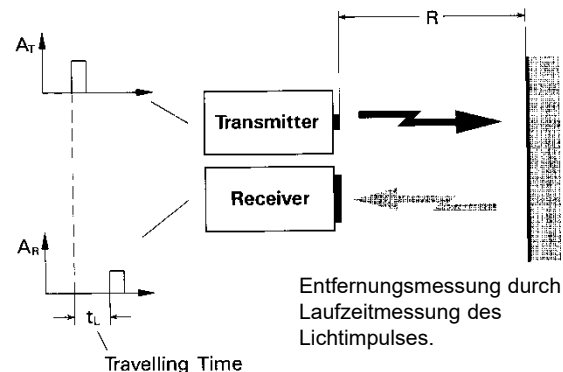 R
A_T
Transmitter
Receiver
A_R
t_L
Entfernungsmessung durch
Laufzeitmessung des
Lichtimpulses.
Travelling Time